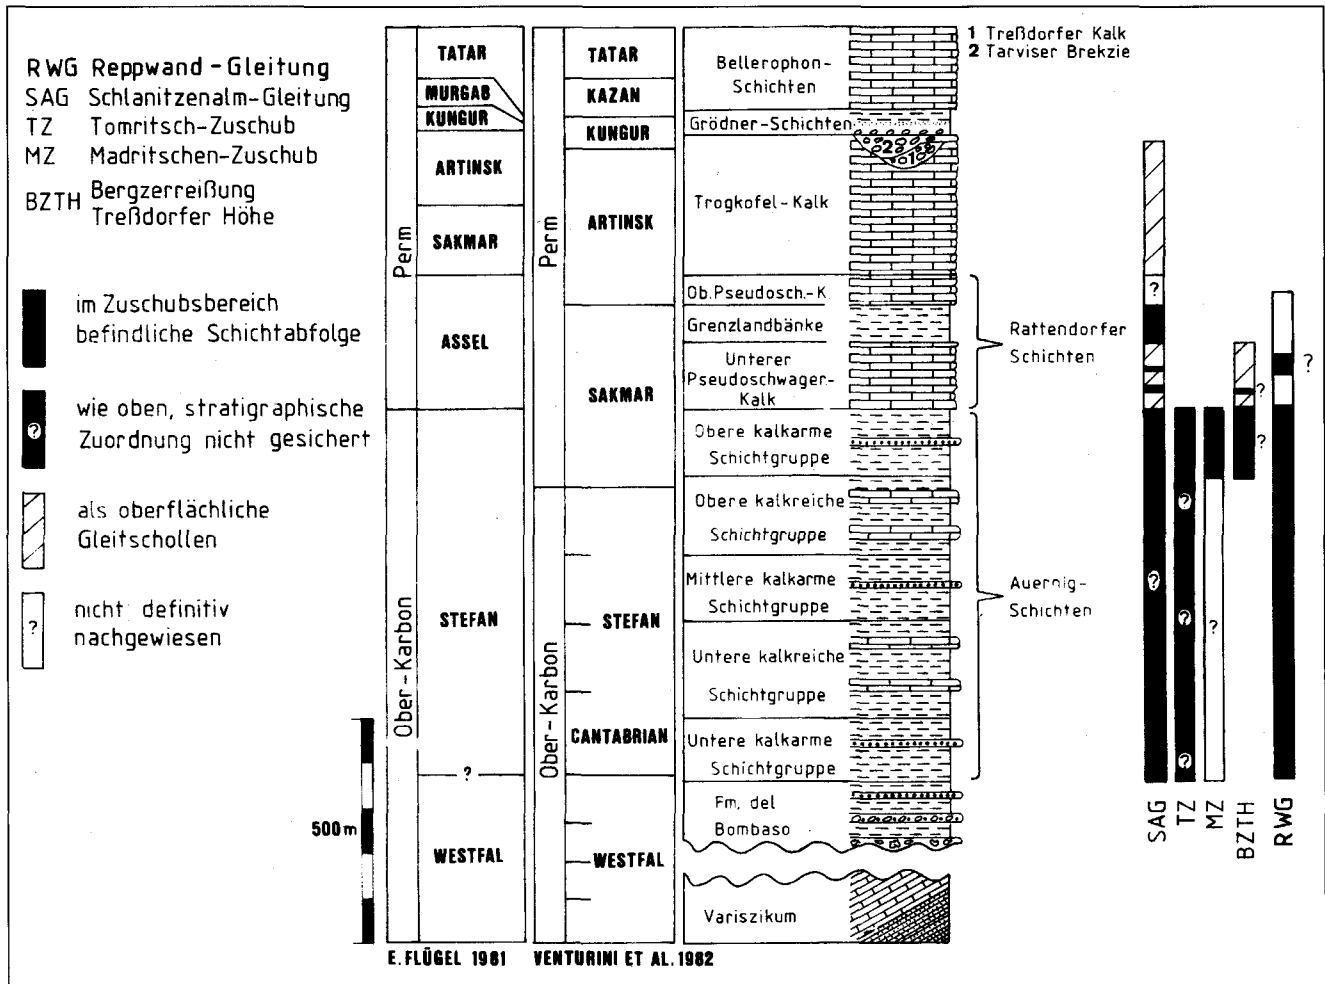 RWG Reppwand-Gleitung
SAG Schlanitzenalm-Gleitung
TZ Tomritsch-Zuschub
MZ Madritschen-Zuschub
BZTH Bergzerreißung
Treßdorfer Höhe
im Zuschubsbereich
befindliche Schichtabfolge
?
wie oben, stratigraphische
Zuordnung nicht gesichert
als oberflächliche
Gleitschollen
?
nicht definitiv
nachgewiesen
500m
Perm
Ober-Karbon
TATAR
MURGAB
KUNGUR
ARTINSK
SAKMAR
ASSEL
STEFAN
?
WESTFAL
E. FLÜGEL 1981
Perm
Ober-Karbon
TATAR
KAZAN
KUNGUR
ARTINSK
SAKMAR
STEFAN
CANTABRIAN
WESTFAL
VENTURINI ET AL. 1982
Bellerophon-
Schichten
Grödner-Schichten
Trogkofel-Kalk
Ob. Pseudosch.-K
Grenzlandbänke
Unterer
Pseudoschwager-
Kalk
Obere kalkarme
Schichtgruppe
Obere kalkreiche
Schichtgruppe
Mittlere kalkarme
Schichtgruppe
Untere kalkreiche
Schichtgruppe
Untere kalkarme
Schichtgruppe
Fm. del
Bombaso
Variszikum
2
1
1 Treßdorfer Kalk
2 Tarviser Brekzie
Rattendorfer
Schichten
Auernig-
Schichten
?
?
?
?
?
?
?
?
?
SAG
TZ
MZ
BZTH
RWG